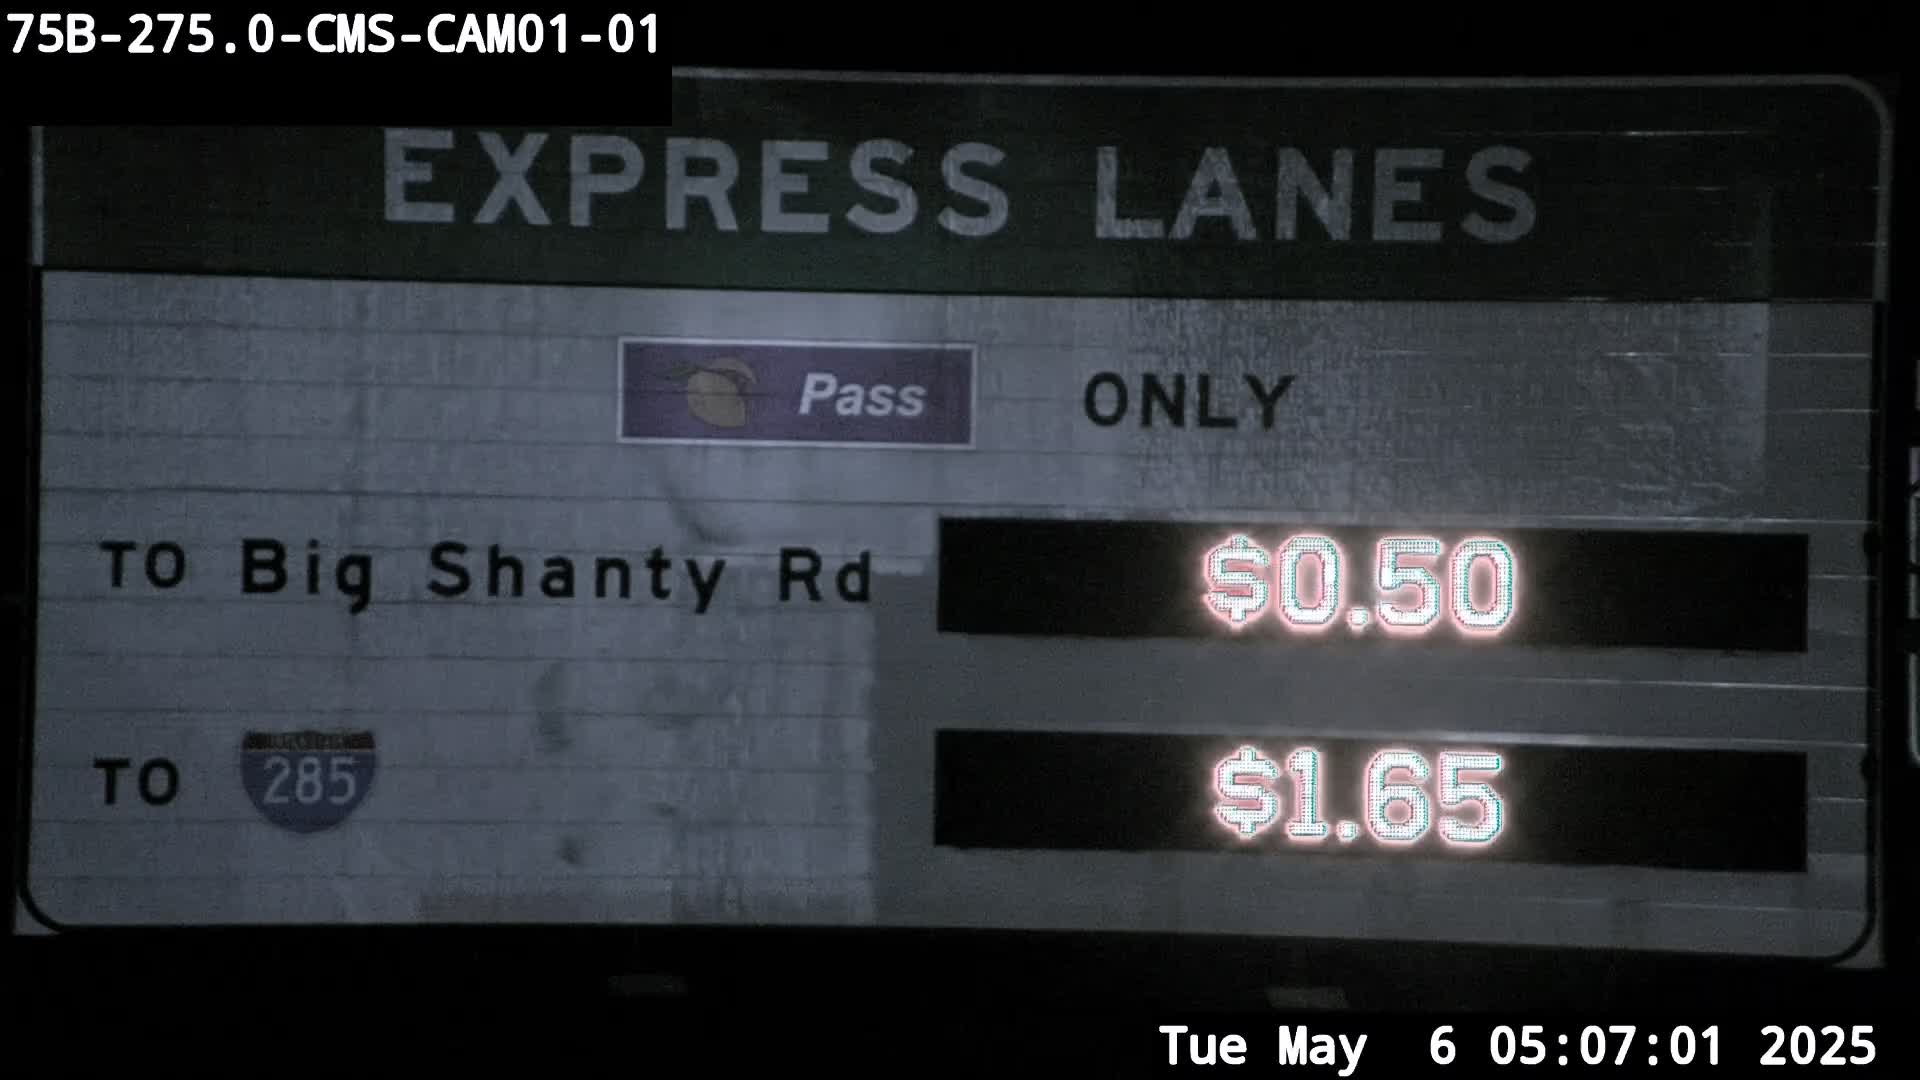 75B-275.0-CMS-CAM01-01
EXPRESS LANES
Pass ONLY
TO Big Shanty Rd $0.50
TO 285 $1.65
Tue May 6 05:07:01 2025